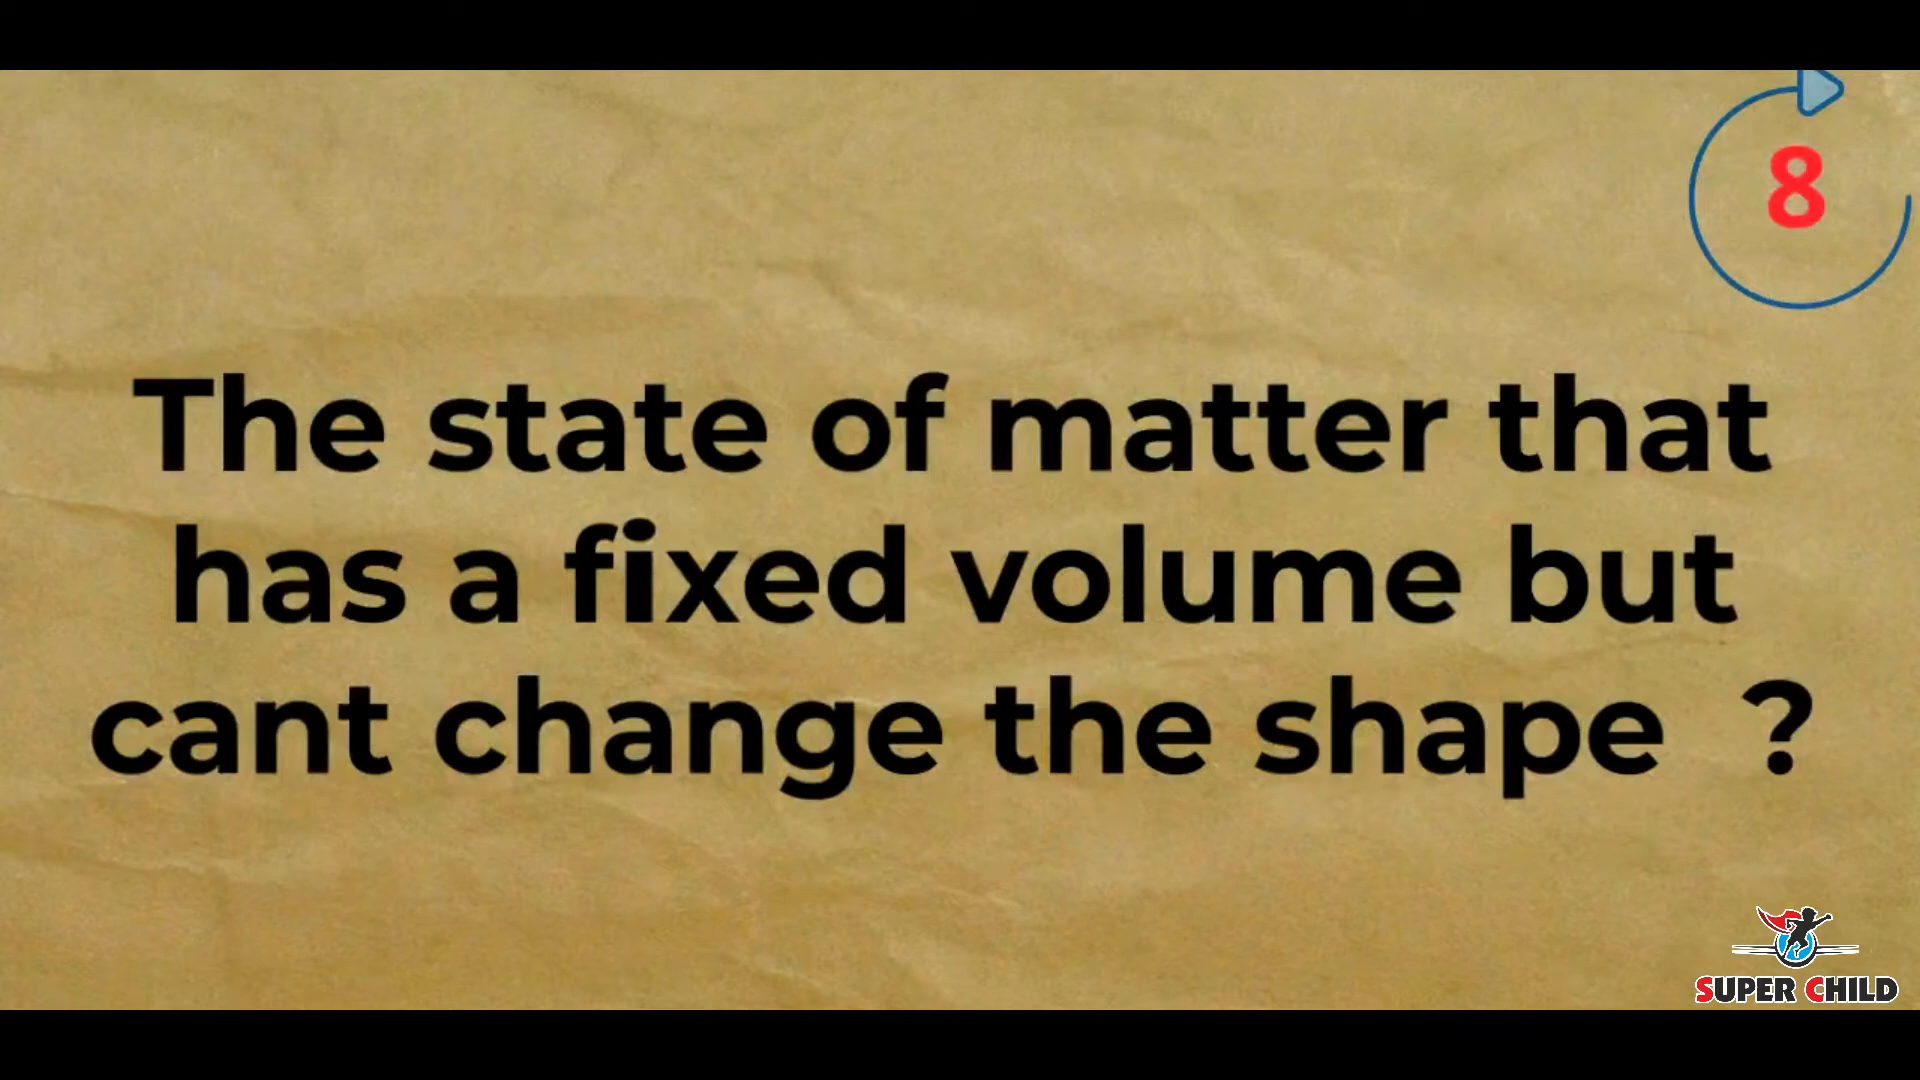 8
The state of matter that
has a fixed volume but
cant change the shape ?
SUPER CHILD